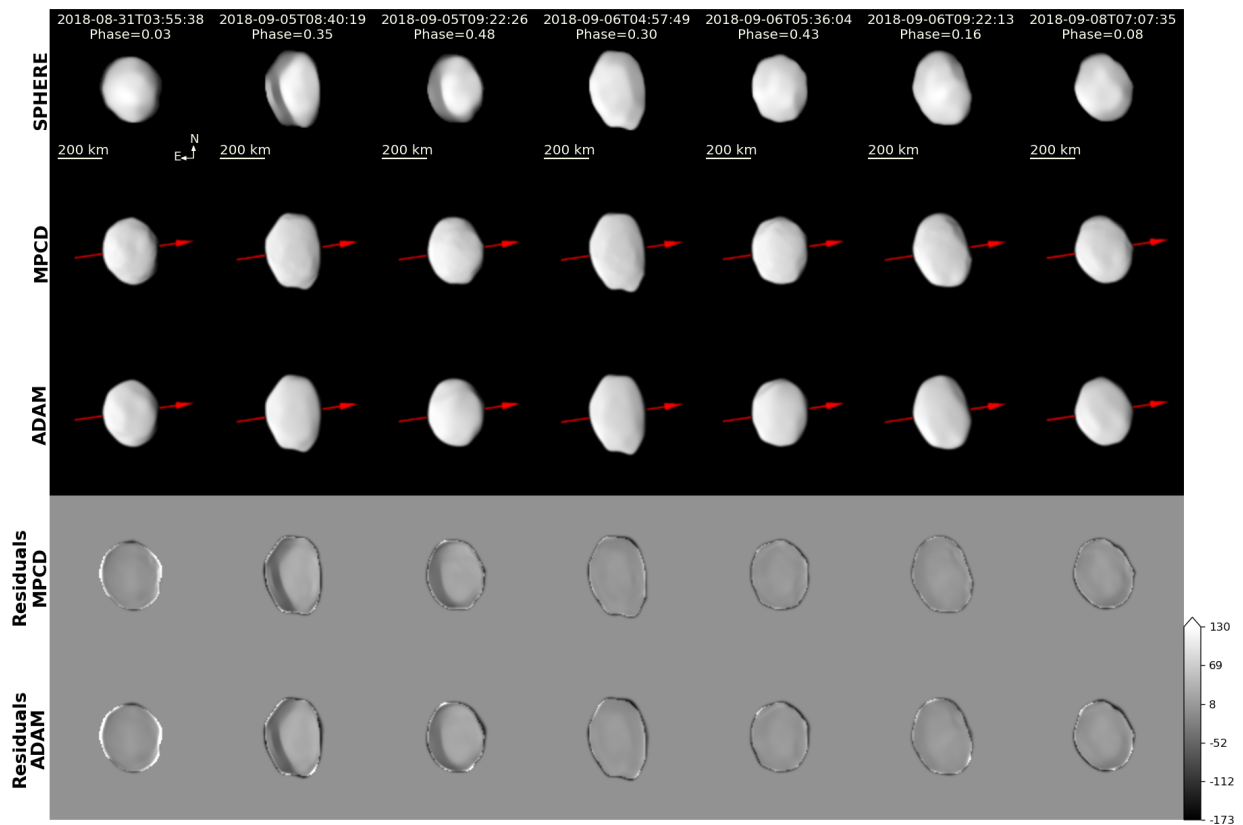 2018-08-31T03:55:38 2018-09-05T08:40:19 2018-09-05T09:22:26 2018-09-06T04:57:49 2018-09-06T05:36:04 2018-09-06T09:22:13 2018-09-08T07:07:35
Phase=0.03 Phase=0.35 Phase=0.48 Phase=0.30 Phase=0.43 Phase=0.16 Phase=0.08
SPHERE
N
E
200 km 200 km 200 km 200 km 200 km 200 km 200 km
MPCD
ADAM
Residuals
MPCD
Residuals
ADAM
130
69
8
-52
-112
-173